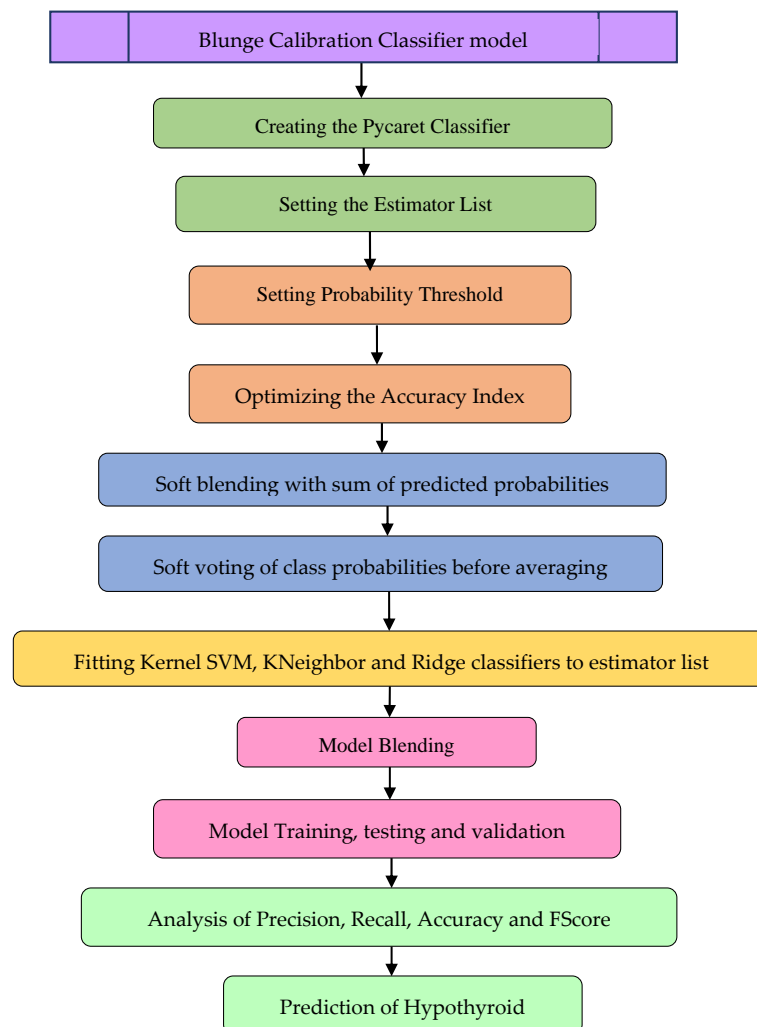 Blunge Calibration Classifier model
Creating the Pycaret Classifier
Setting the Estimator List
Setting Probability Threshold
Optimizing the Accuracy Index
Soft blending with sum of predicted probabilities
Soft voting of class probabilities before averaging
Fitting Kernel SVM, KNeighbor and Ridge classifiers to estimator list
Model Blending
Model Training, testing and validation
Analysis of Precision, Recall, Accuracy and FScore
Prediction of Hypothyroid